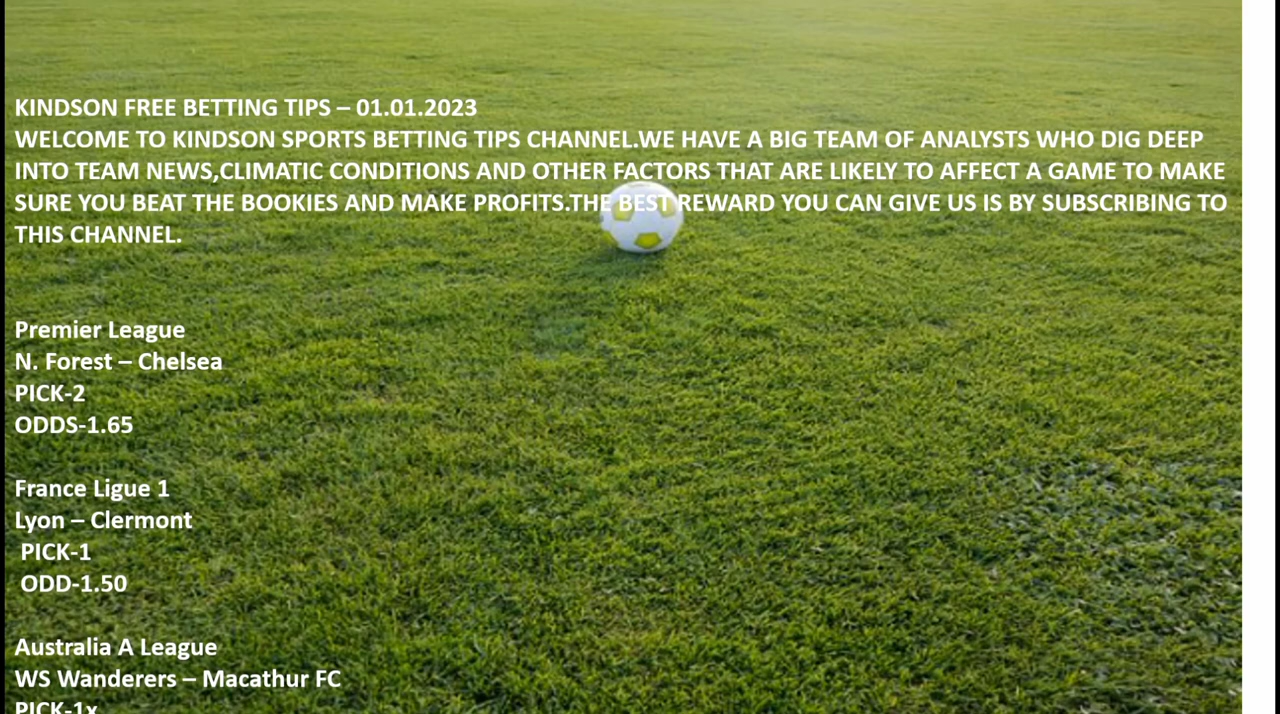 KINDSON FREE BETTING TIPS – 01.01.2023
WELCOME TO KINDSON SPORTS BETTING TIPS CHANNEL.WE HAVE A BIG TEAM OF ANALYSTS WHO DIG DEEP
INTO TEAM NEWS,CLIMATIC CONDITIONS AND OTHER FACTORS THAT ARE LIKELY TO AFFECT A GAME TO MAKE
SURE YOU BEAT THE BOOKIES AND MAKE PROFITS.THE BEST REWARD YOU CAN GIVE US IS BY SUBSCRIBING TO
THIS CHANNEL.
Premier League
N. Forest – Chelsea
PICK-2
ODDS-1.65
France Ligue 1
Lyon – Clermont
PICK-1
ODD-1.50
Australia A League
WS Wanderers – Macathur FC
PICK-1x